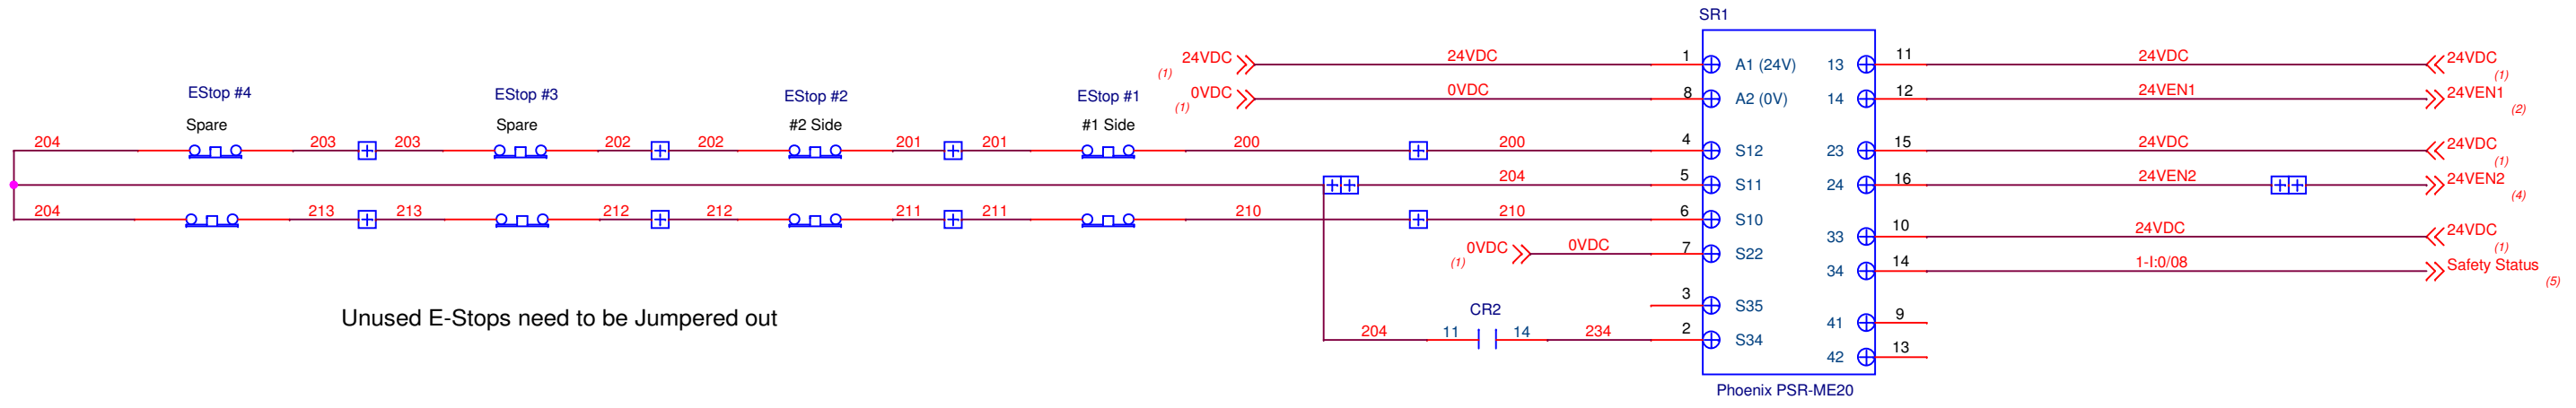 SR1
24VDC
(1)
24VDC
1
A1 (24V)
13
11
24VDC
24VDC
(1)
EStop #4
EStop #3
EStop #2
EStop #1
0VDC
(1)
0VDC
8
A2 (0V)
14
12
24VEN1
24VEN1
(2)
Spare
Spare
#2 Side
#1 Side
204
203
203
202
202
201
201
200
200
4
S12
23
15
24VDC
24VDC
(1)
204
5
S11
24
16
24VEN2
24VEN2
(4)
204
213
213
212
212
211
211
210
210
6
S10
33
10
24VDC
24VDC
(1)
0VDC
(1)
0VDC
7
S22
34
14
1-I:0/08
Safety Status
(5)
3
S35
Unused E-Stops need to be Jumpered out
CR2
41
9
204
11
14
234
2
S34
42
13
Phoenix PSR-ME20